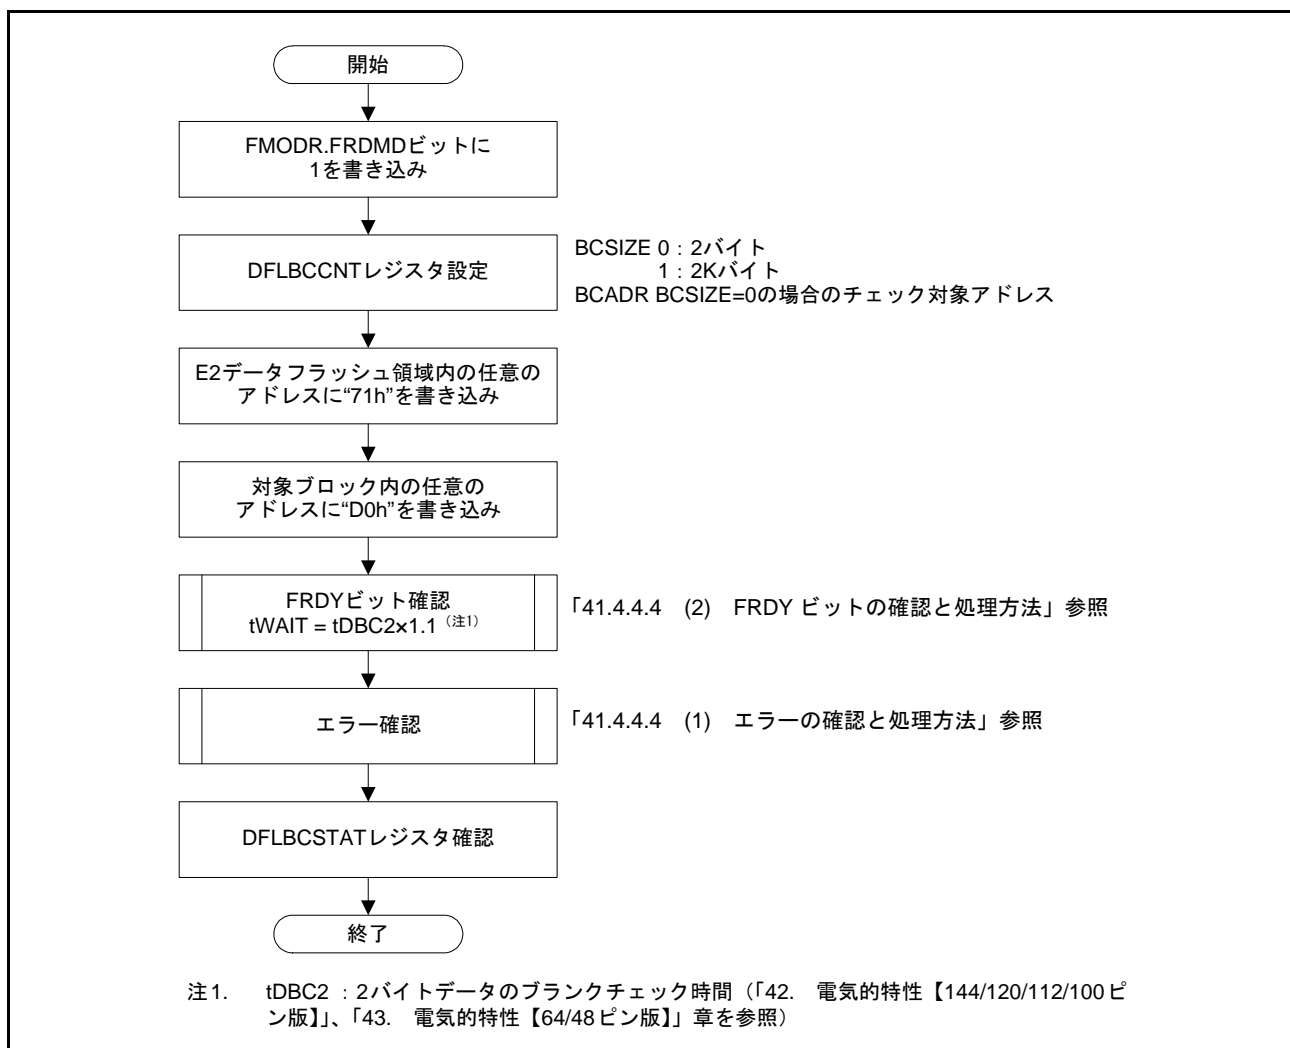 開始
FMODR.FRDMDビットに
1を書き込み
DFLBCCNTレジスタ設定
BCSIZE 0：2バイト
1：2Kバイト
BCADR BCSIZE=0の場合のチェック対象アドレス
E2データフラッシュ領域内の任意の
アドレスに“71h”を書き込み
対象ブロック内の任意の
アドレスに“D0h”を書き込み
FRDYビット確認
tWAIT = tDBC2×1.1（注1）
「41.4.4.4　(2)　FRDY ビットの確認と処理方法」参照
エラー確認
「41.4.4.4　(1)　エラーの確認と処理方法」参照
DFLBCSTATレジスタ確認
終了
注1.　tDBC2 ：2バイトデータのブランクチェック時間（「42.　電気的特性【144/120/112/100ピ
ン版】」、「43.　電気的特性【64/48ピン版】」章を参照）